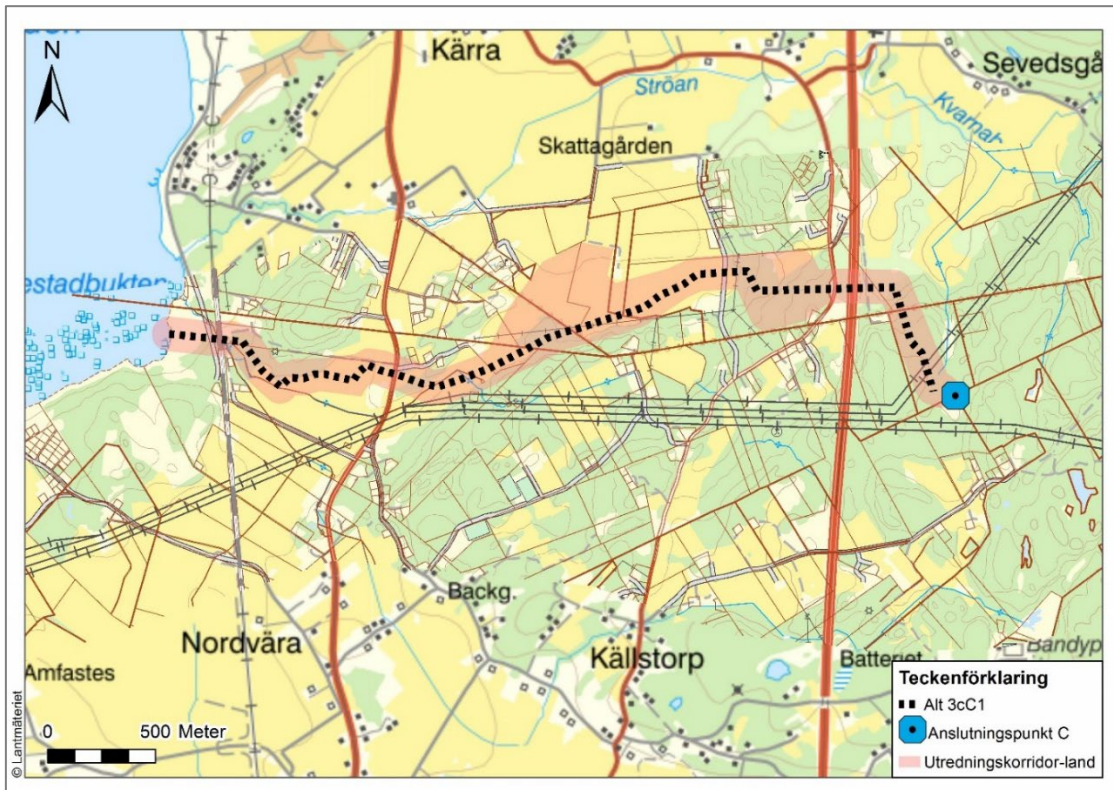 N
Kärra
Sevedsgå
Ströan
Kvarnah
Skattagården
estadbukten
Nordvära
Backg.
Källstorp
Amfastes
Batteriet
Bandyp
0 500 Meter
© Lantmäteriet
Teckenförklaring
Alt 3cC1
Anslutningspunkt C
Utredningskorridor-land